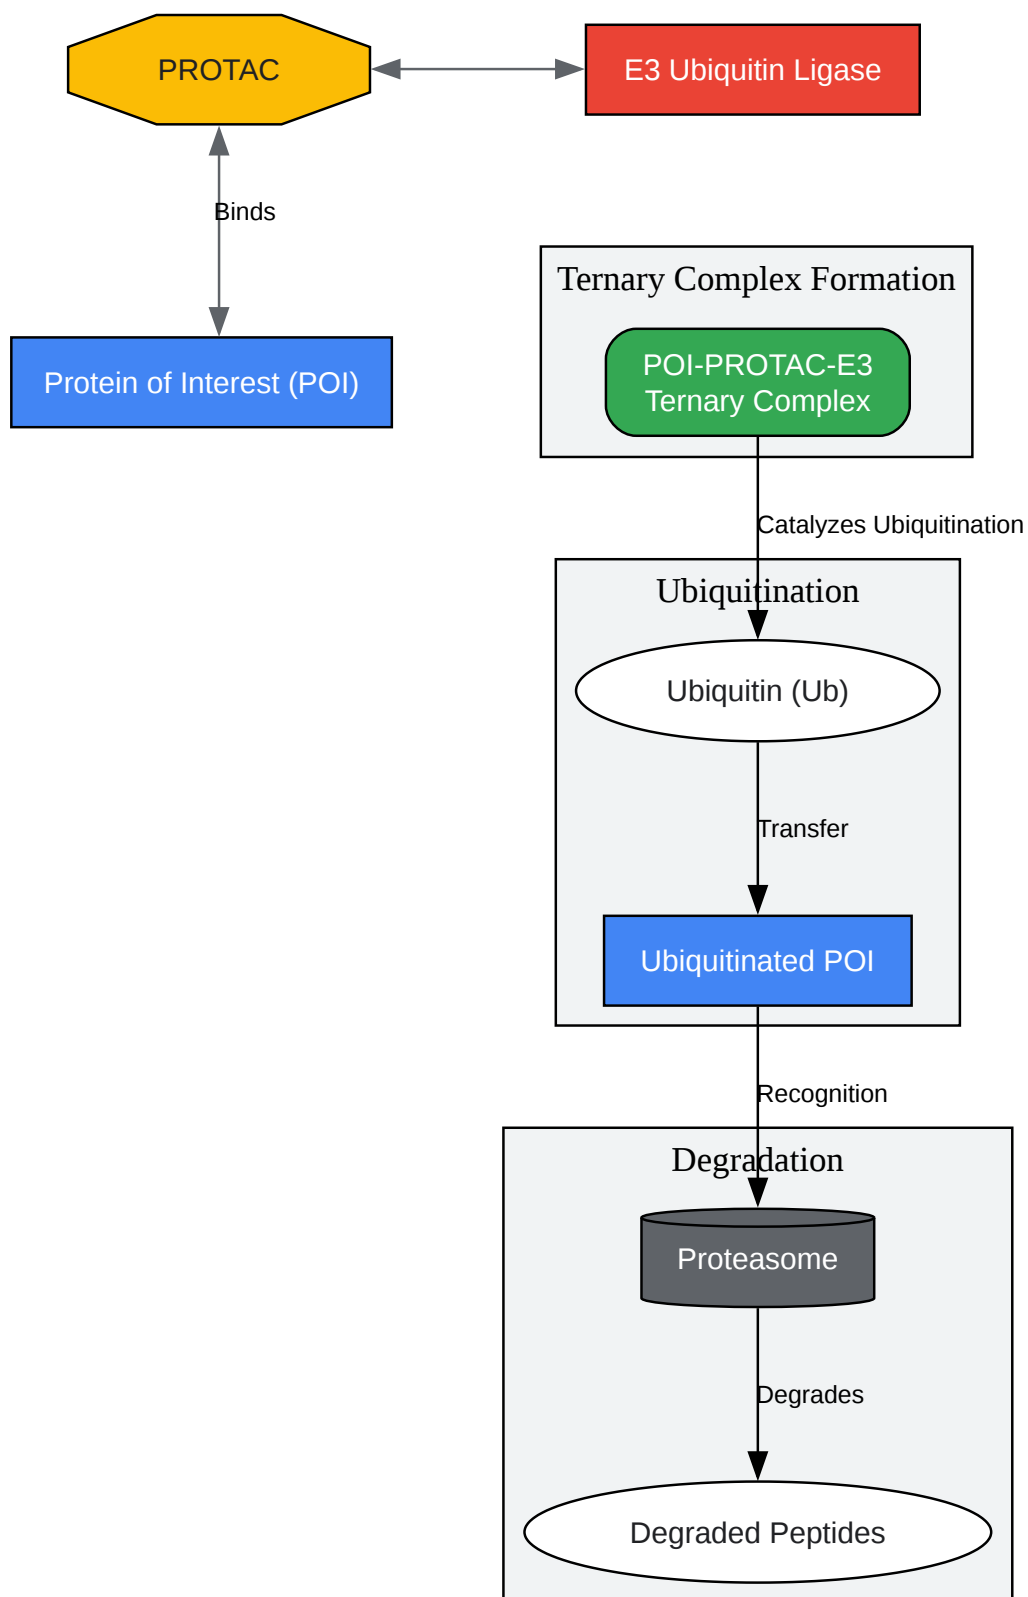 PROTAC
E3 Ubiquitin Ligase
Binds
Protein of Interest (POI)
Ternary Complex Formation
POI-PROTAC-E3
Ternary Complex
Catalyzes Ubiquitination
Ubiquitination
Ubiquitin (Ub)
Transfer
Ubiquitinated POI
Recognition
Degradation
Proteasome
Degrades
Degraded Peptides